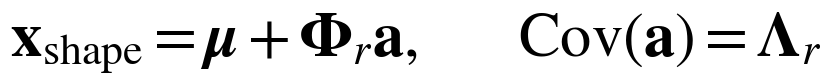 𝐱_shape = 𝝁 + 𝚽_r 𝐚, Cov(𝐚) = 𝚲_r